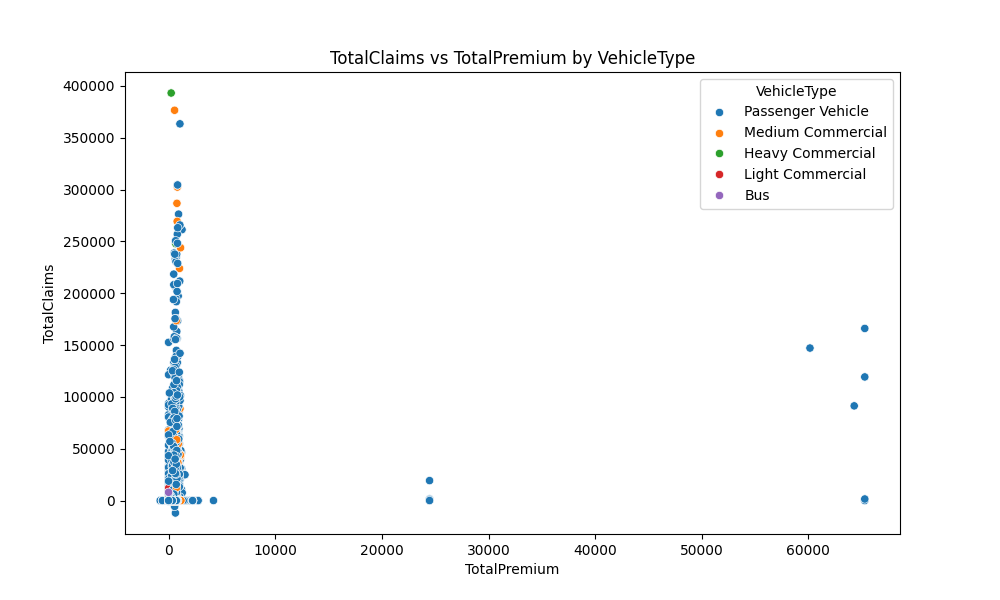 TotalClaims vs TotalPremium by VehicleType
VehicleType
Passenger Vehicle
Medium Commercial
Heavy Commercial
Light Commercial
Bus
TotalClaims
400000
350000
300000
250000
200000
150000
100000
50000
0
0 10000 20000 30000 40000 50000 60000
TotalPremium